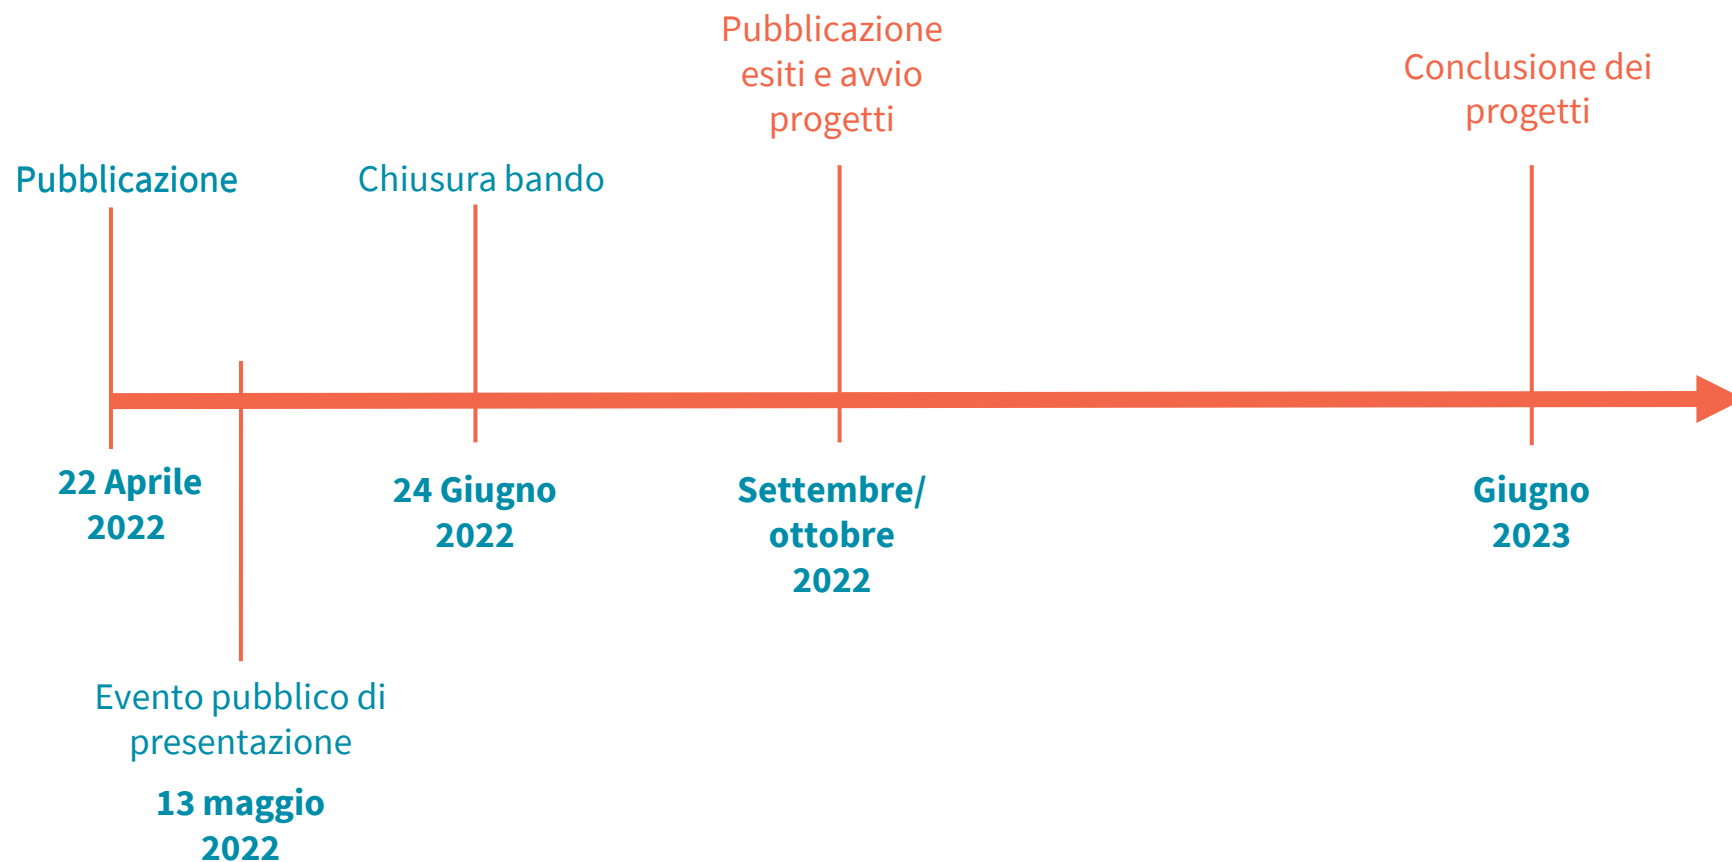 Pubblicazione
22 Aprile
2022
Evento pubblico di
presentazione
13 maggio
2022
Chiusura bando
24 Giugno
2022
Pubblicazione
esiti e avvio
progetti
Settembre/
ottobre
2022
Conclusione dei
progetti
Giugno
2023